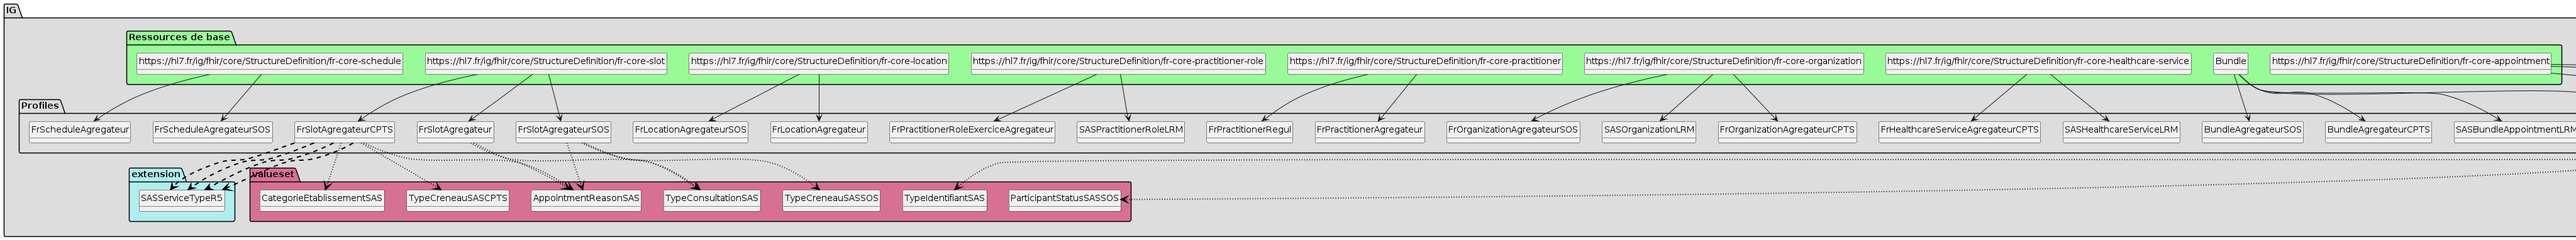 IG
Ressources de base
https://hl7.fr/ig/fhir/core/StructureDefinition/fr-core-schedule
https://hl7.fr/ig/fhir/core/StructureDefinition/fr-core-slot
https://hl7.fr/ig/fhir/core/StructureDefinition/fr-core-location
https://hl7.fr/ig/fhir/core/StructureDefinition/fr-core-practitioner-role
https://hl7.fr/ig/fhir/core/StructureDefinition/fr-core-practitioner
https://hl7.fr/ig/fhir/core/StructureDefinition/fr-core-organization
https://hl7.fr/ig/fhir/core/StructureDefinition/fr-core-healthcare-service
Bundle
https://hl7.fr/ig/fhir/core/StructureDefinition/fr-core-appointment
Profiles
FrScheduleAgregateur
FrScheduleAgregateurSOS
FrSlotAgregateurCPTS
FrSlotAgregateur
FrSlotAgregateurSOS
FrLocationAgregateurSOS
FrLocationAgregateur
FrPractitionerRoleExerciceAgregateur
SASPractitionerRoleLRM
FrPractitionerRegul
FrPractitionerAgregateur
FrOrganizationAgregateurSOS
SASOrganizationLRM
FrOrganizationAgregateurCPTS
FrHealthcareServiceAgregateurCPTS
SASHealthcareServiceLRM
BundleAgregateurSOS
BundleAgregateurCPTS
SASBundleAppointmentLRM
extension
SASServiceTypeR5
valueset
CategorieEtablissementSAS
TypeCreneauSASCPTS
AppointmentReasonSAS
TypeConsultationSAS
TypeCreneauSASSOS
TypeIdentifiantSAS
ParticipantStatusSASSOS